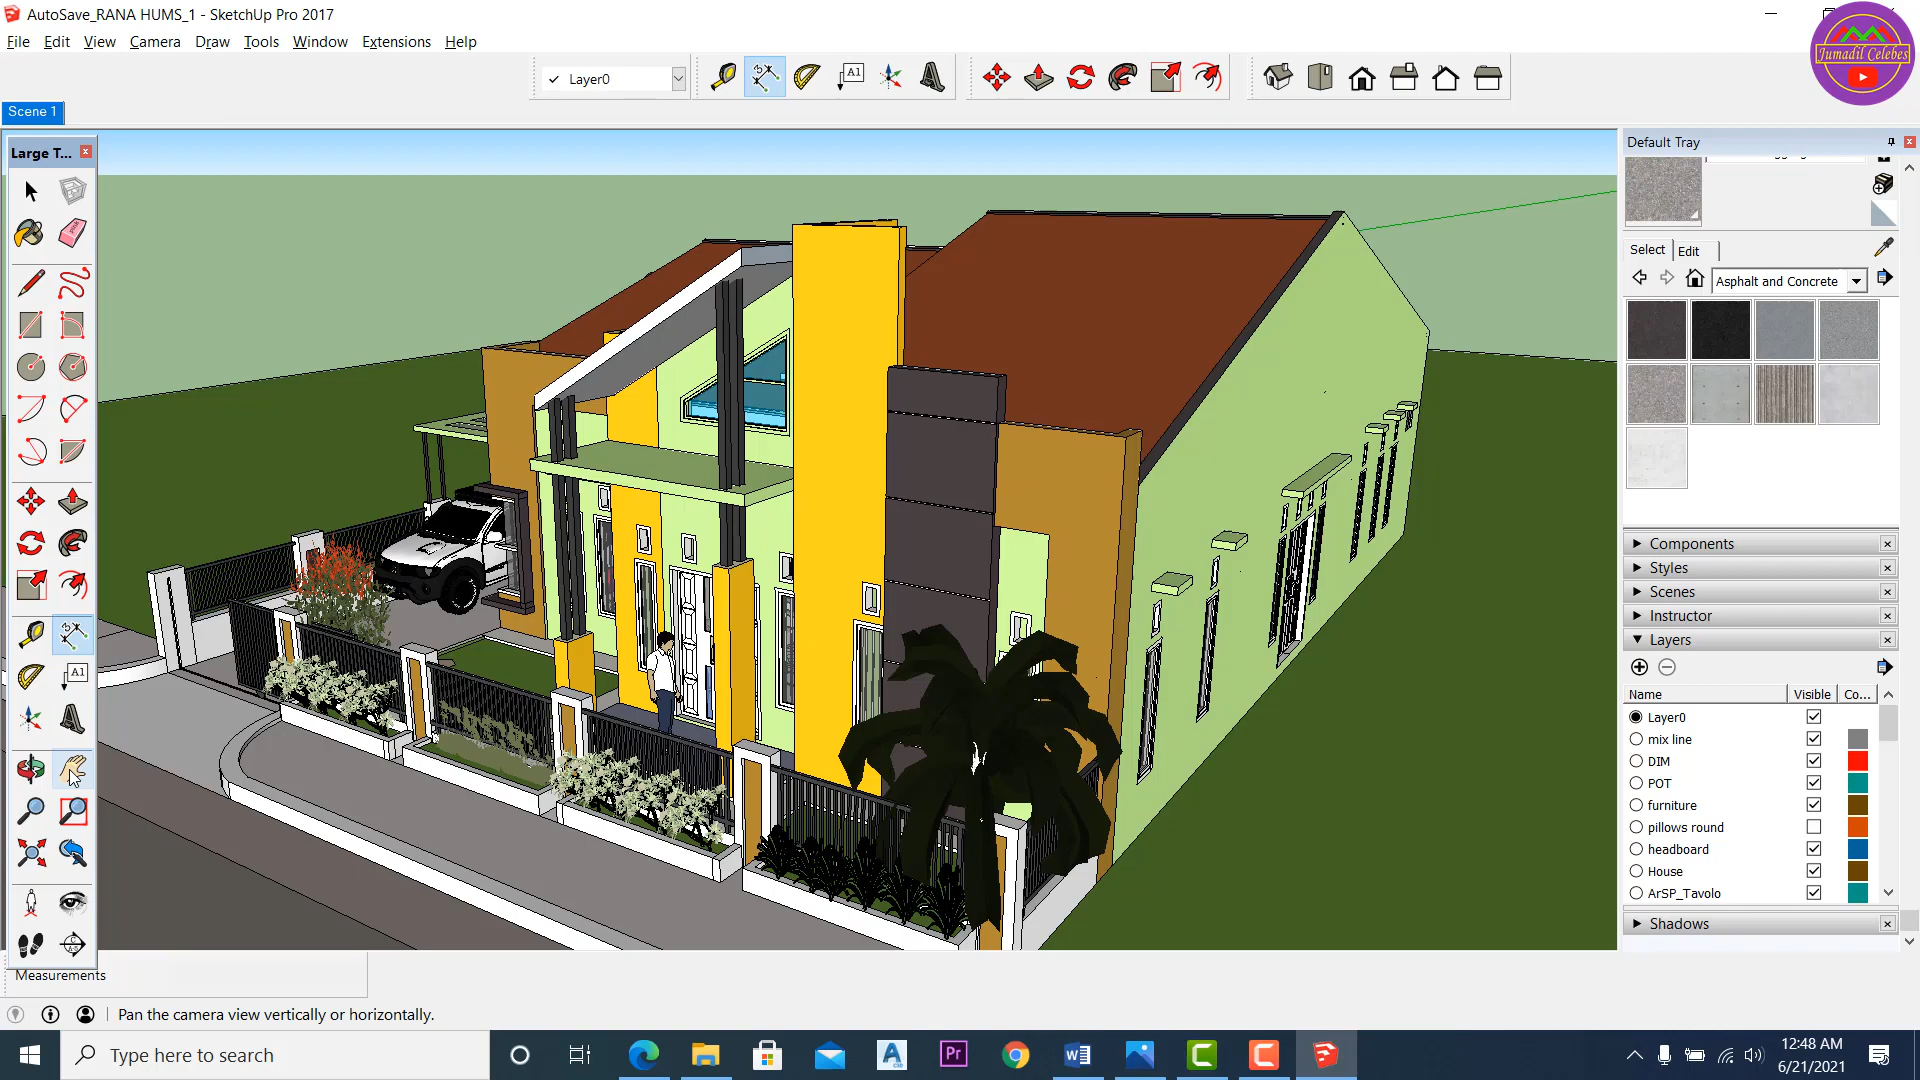 AutoSave_RANA HUMS_1 - SketchUp Pro 2017
File Edit View Camera Draw Tools Window Extensions Help
Jumadil Celebes
Layer0
A1
Scene 1
Large T...
Default Tray
Select Edit
Asphalt and Concrete
A1
Components
Styles
Scenes
Instructor
Layers
Name Visible Co...
Layer0
mix line
DIM
POT
furniture
pillows round
headboard
House
ArSP_Tavolo
Shadows
Measurements
Pan the camera view vertically or horizontally.
Type here to search
Pr
12:48 AM
6/21/2021